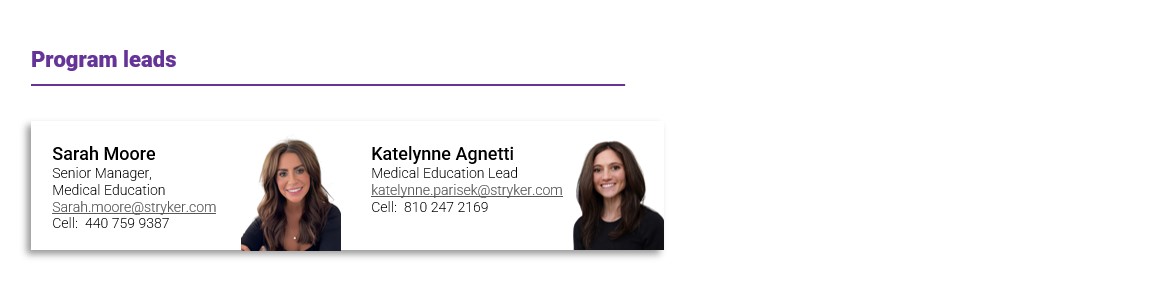 Program leads
Sarah Moore
Senior Manager,
Medical Education
Sarah.moore@stryker.com
Cell:  440 759 9387
Katelynne Agnetti
Medical Education Lead
katelynne.parisek@stryker.com
Cell:  810 247 2169